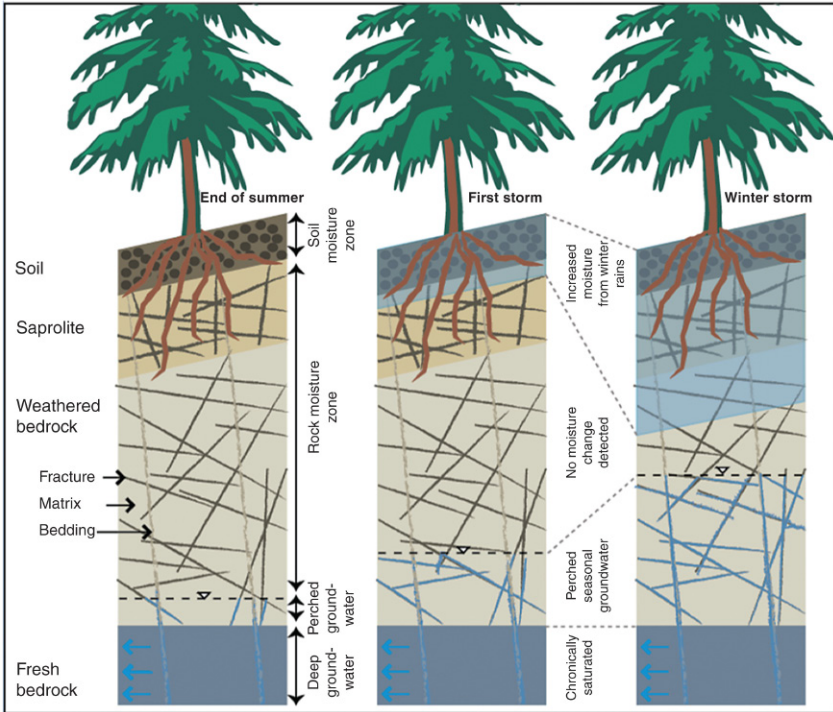 End of summer
First storm
Winter storm
Soil
Saprolite
Weathered
bedrock
Fracture
Matrix
Bedding
Fresh
bedrock
Soil
moisture
zone
Rock moisture
zone
Perched
ground-
water
Deep
ground-
water
Increased
moisture
from winter
rains
No moisture
change
detected
Perched
seasonal
groundwater
Chronically
saturated